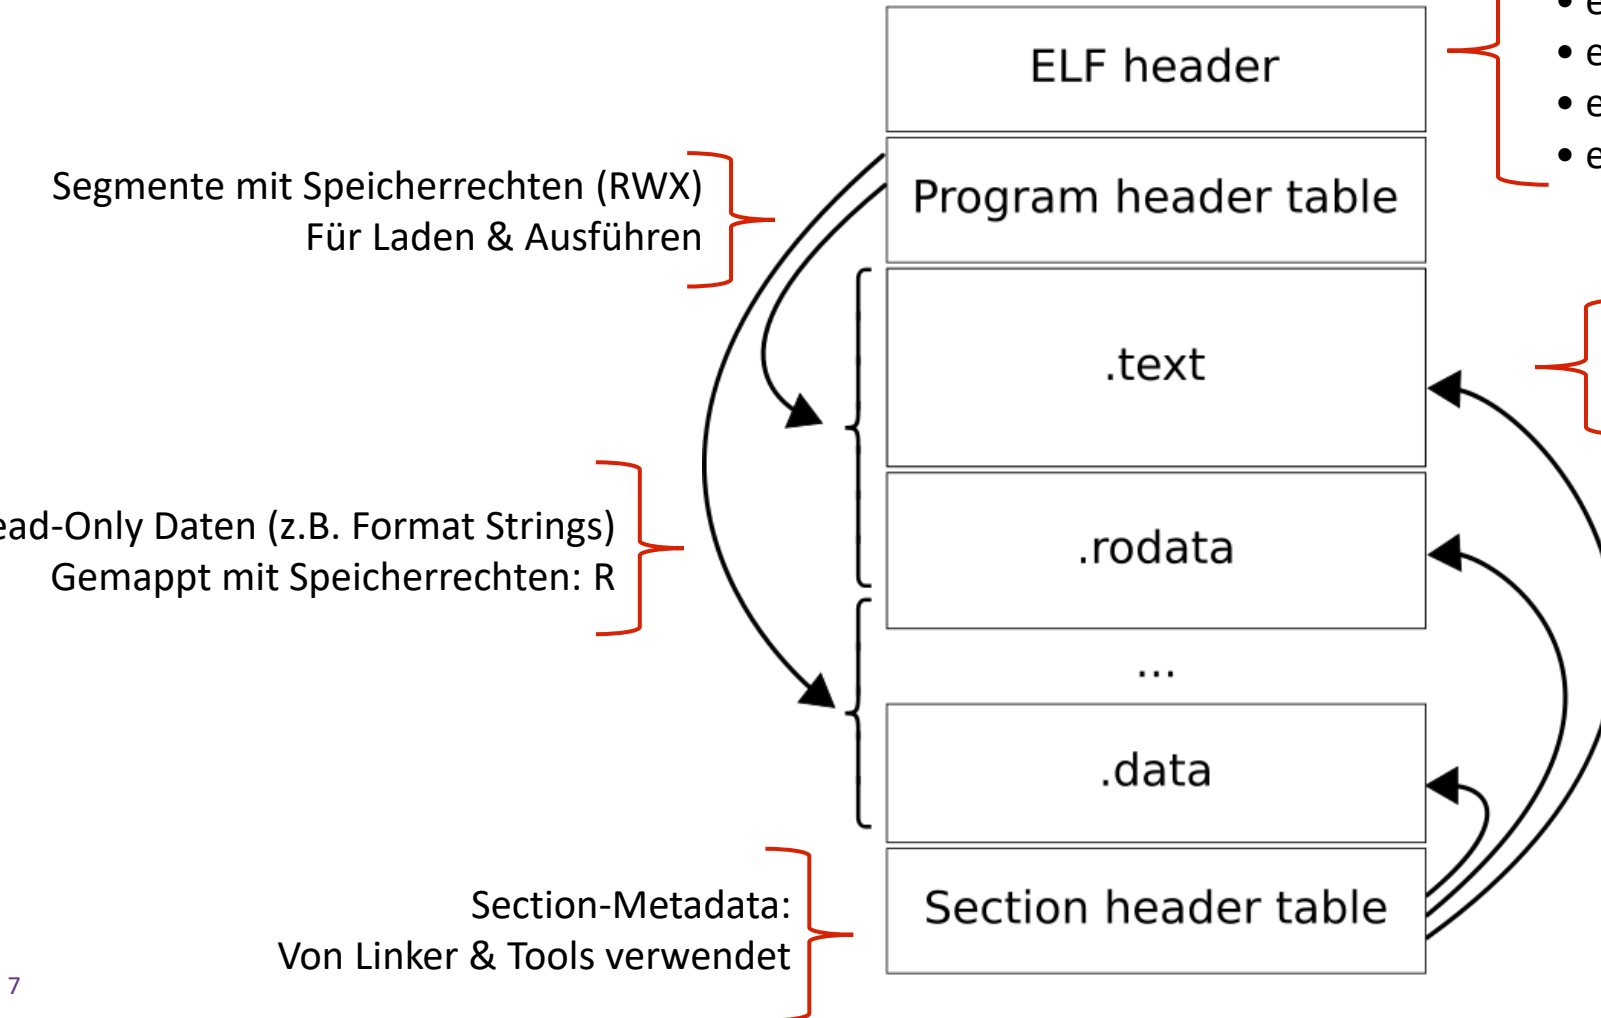 ELF header
• e
• e
• e
• e
Segmente mit Speicherrechten (RWX)
Für Laden & Ausführen
Program header table
.text
ead-Only Daten (z.B. Format Strings)
Gemappt mit Speicherrechten: R
.rodata
...
.data
Section-Metadata:
Von Linker & Tools verwendet
Section header table
7